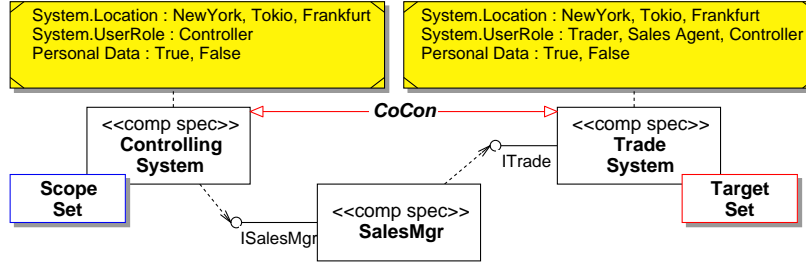 System.Location : NewYork, Tokio, Frankfurt
System.UserRole : Controller
Personal Data : True, False
System.Location : NewYork, Tokio, Frankfurt
System.UserRole : Trader, Sales Agent, Controller
Personal Data : True, False
CoCon
<<comp spec>>
Controlling
System
<<comp spec>>
Trade
System
ITrade
Scope
Set
Target
Set
<<comp spec>>
SalesMgr
ISalesMgr